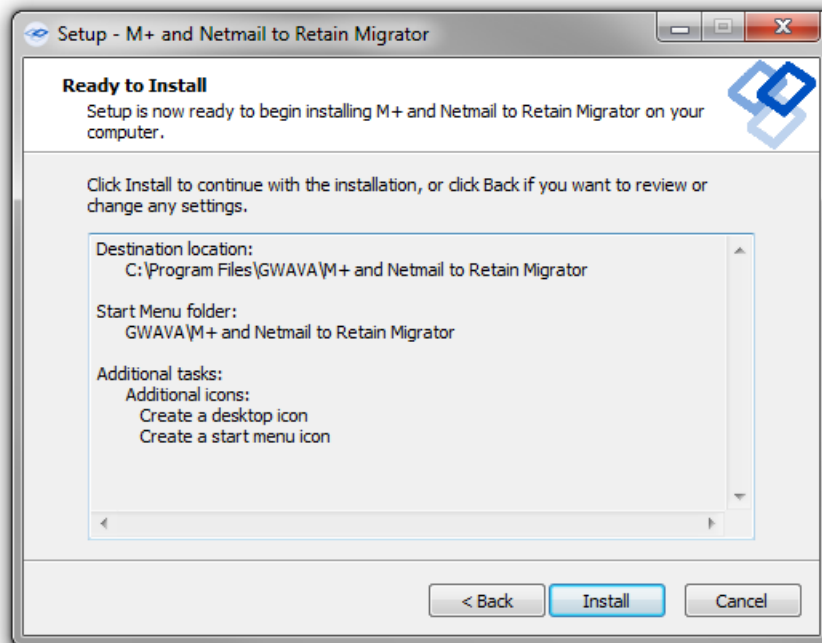 Setup - M+ and Netmail to Retain Migrator
Ready to Install
Setup is now ready to begin installing M+ and Netmail to Retain Migrator on your
computer.
Click Install to continue with the installation, or click Back if you want to review or
change any settings.
Destination location:
C:\Program Files\GWAVA\M+ and Netmail to Retain Migrator
Start Menu folder:
GWAVA\M+ and Netmail to Retain Migrator
Additional tasks:
Additional icons:
Create a desktop icon
Create a start menu icon
< Back Install Cancel